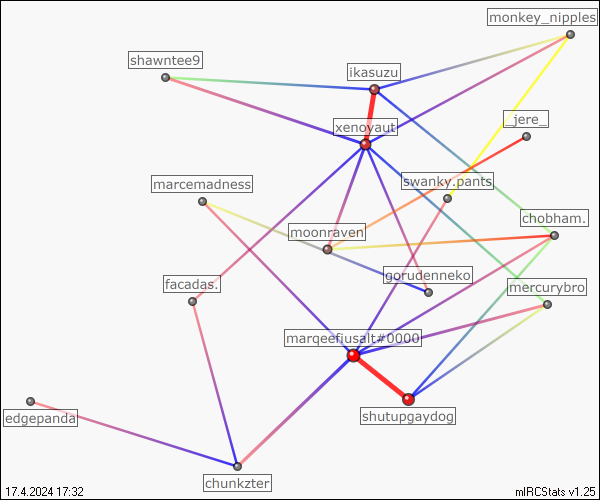 monkey_nipples
shawntee9
ikasuzu
_jere_
xenoyaut
swanky.pants
marcemadness
chobham.
moonraven
gorudenneko
facadas.
mercurybro
marqeefiusalt#0000
shutupgaydog
edgepanda
chunkzter
17.4.2024 17:32
mIRCStats v1.25